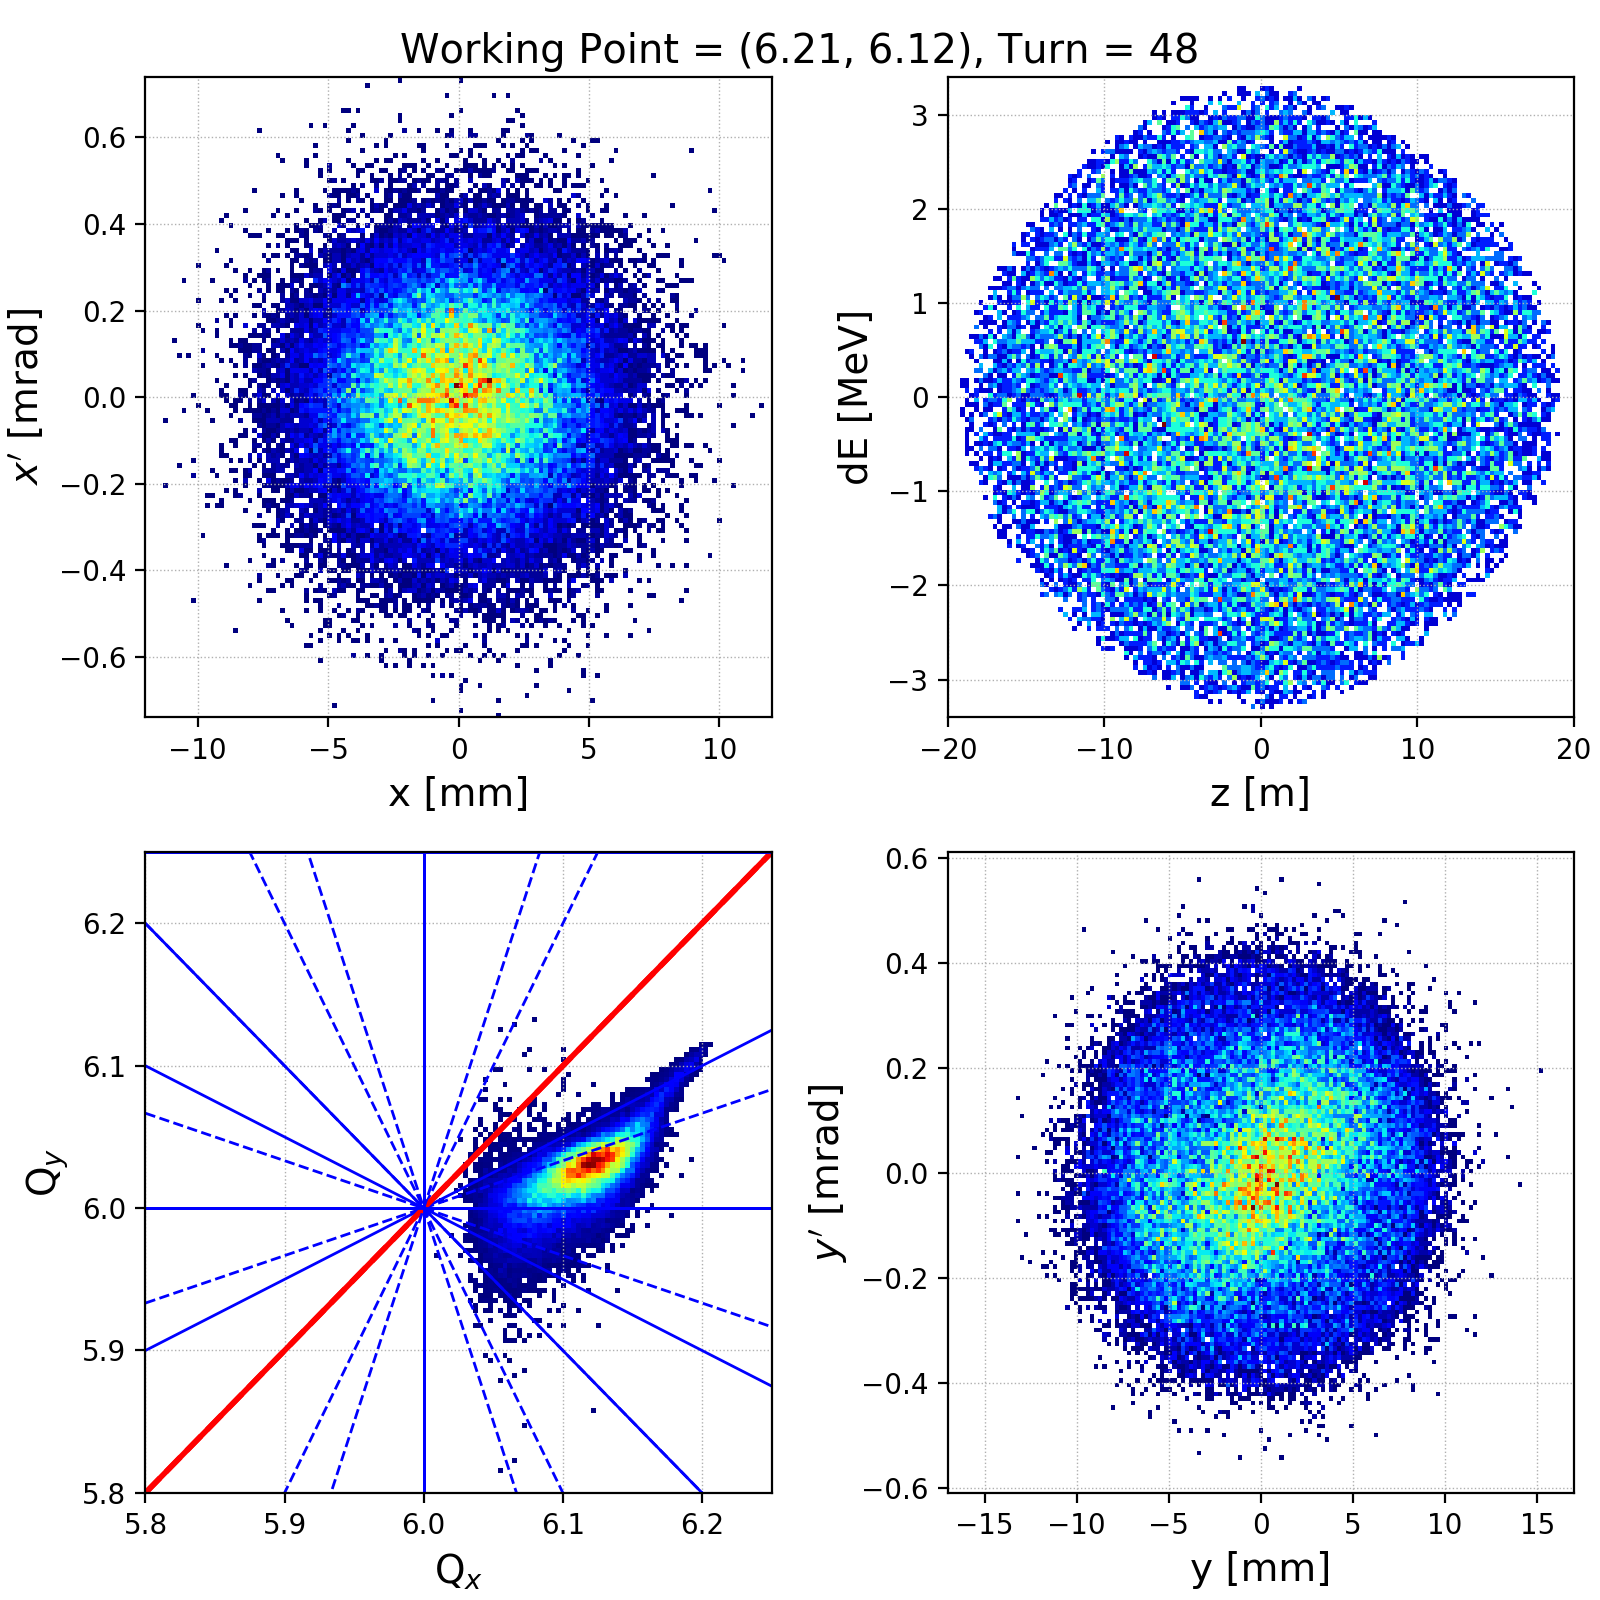 Working Point = (6.21, 6.12), Turn = 48
0.6
0.4
0.2
0.0
−0.2
−0.4
−0.6
x′ [mrad]
−10 −5 0 5 10
x [mm]
3
2
1
0
−1
−2
−3
dE [MeV]
−20 −10 0 10 20
z [m]
6.2
6.1
6.0
5.9
5.8
Qy
5.8 5.9 6.0 6.1 6.2
Qx
0.6
0.4
0.2
0.0
−0.2
−0.4
−0.6
y′ [mrad]
−15 −10 −5 0 5 10 15
y [mm]